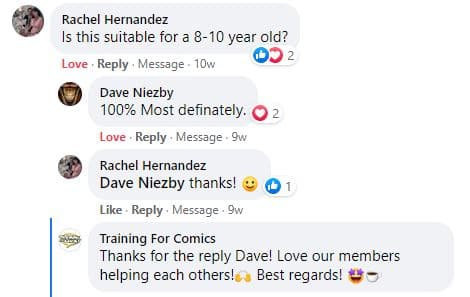 Rachel Hernandez
Is this suitable for a 8-10 year old?
2
Love · Reply · Message · 10w
Dave Niezby
100% Most definately.
2
Love · Reply · Message · 9w
Rachel Hernandez
Dave Niezby thanks! 🙂
1
Like · Reply · Message · 9w
Training For Comics
Thanks for the reply Dave! Love our members
helping each others!🙌 Best regards! 🤩☕